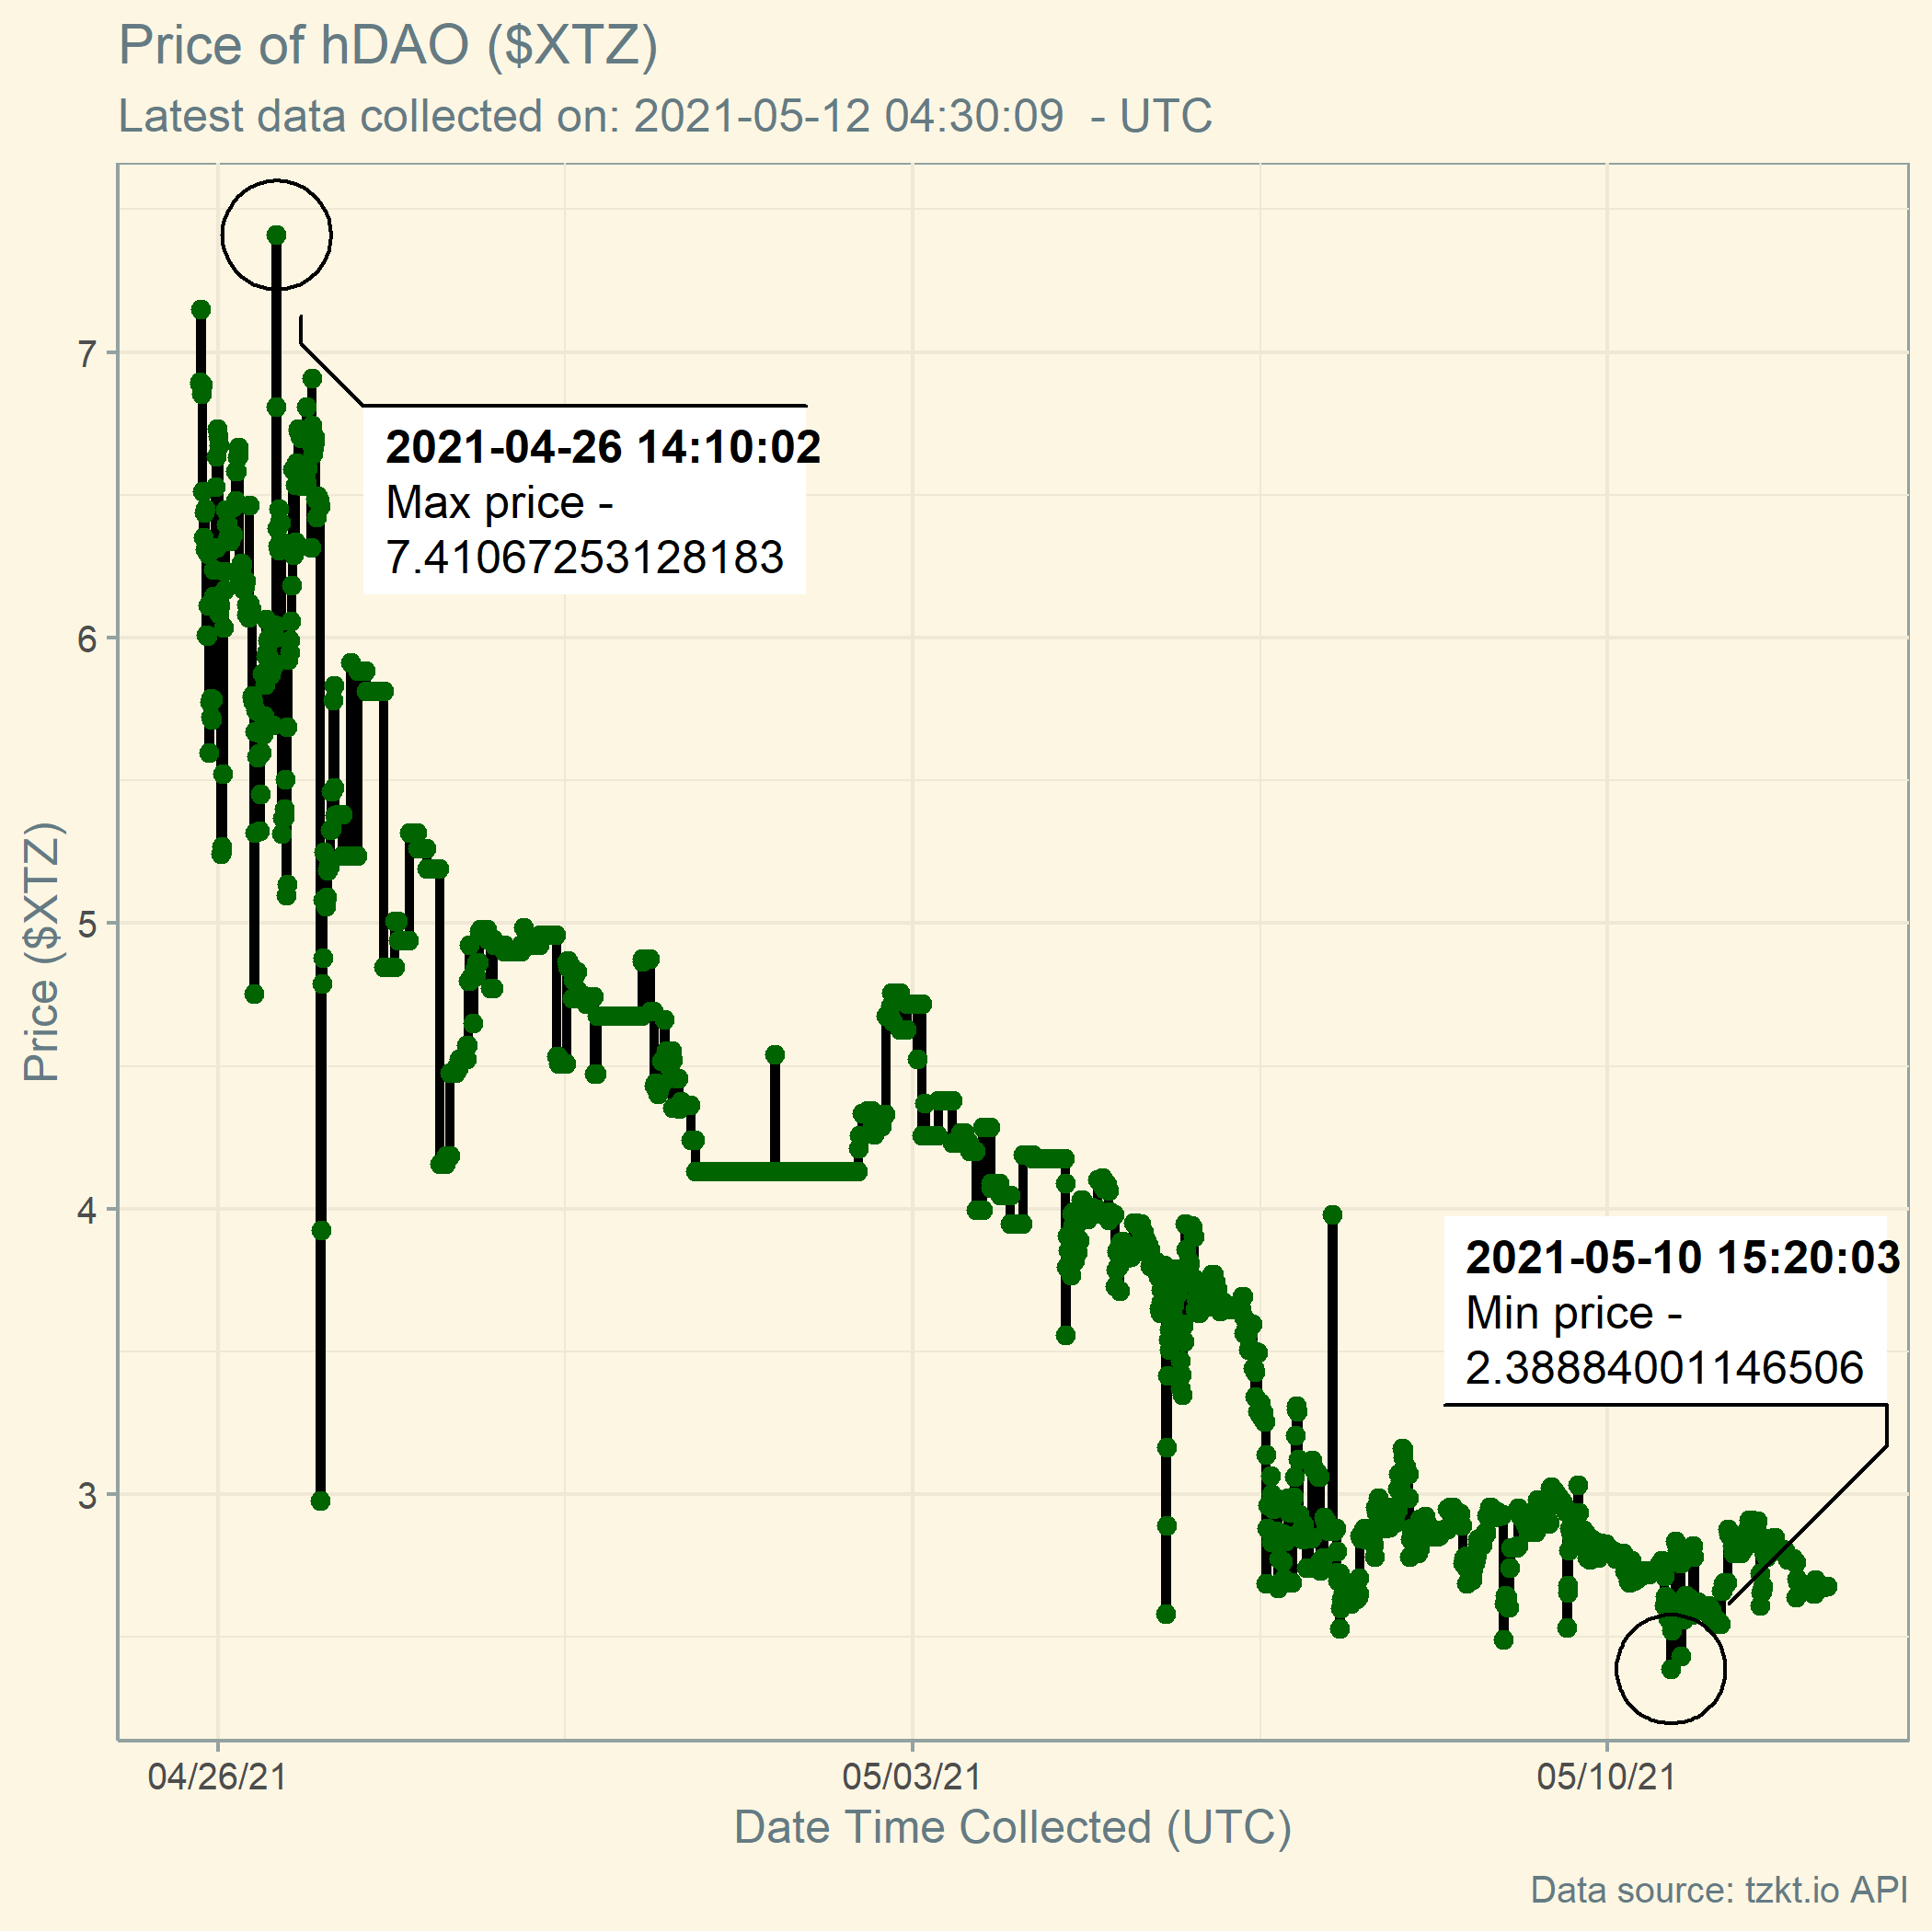 Price of hDAO ($XTZ)
Latest data collected on: 2021-05-12 04:30:09  - UTC
7
2021-04-26 14:10:02
Max price -
7.41067253128183
6
Price ($XTZ)
5
4
2021-05-10 15:20:03
Min price -
2.38884001146506
3
04/26/21
05/03/21
05/10/21
Date Time Collected (UTC)
Data source: tzkt.io API